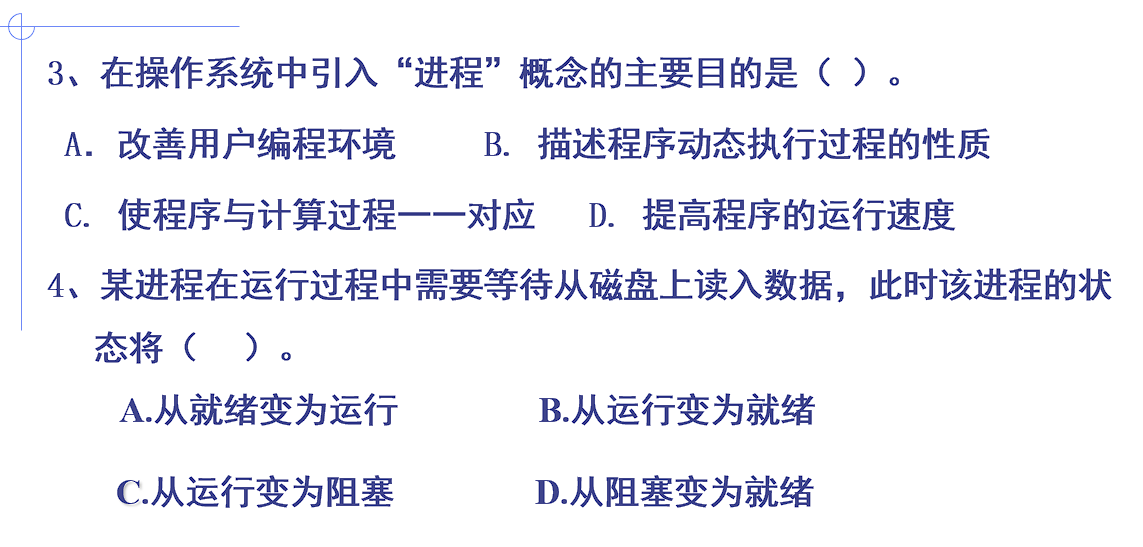 3、在操作系统中引入“进程”概念的主要目的是（ ）。
A. 改善用户编程环境 B. 描述程序动态执行过程的性质
C. 使程序与计算过程一一对应 D. 提高程序的运行速度
4、某进程在运行过程中需要等待从磁盘上读入数据，此时该进程的状
态将（ ）。
A.从就绪变为运行 B.从运行变为就绪
C.从运行变为阻塞 D.从阻塞变为就绪